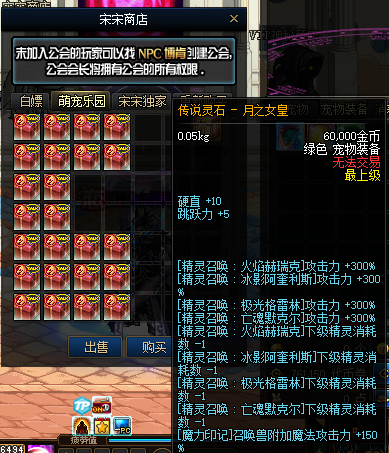 宋宋商店
未加入公会的玩家可以找 NPC 博肯创建公会,
公会会长将拥有公会的所有权限 .
白嫖
萌宠乐园
宋宋独家
传说灵石 - 月之女皇
0.05kg
60,000金币
绿色 宠物装备
无法交易
最上级
硬直 +10
跳跃力 +5
[精灵召唤 : 火焰赫瑞克]攻击力 +300%
[精灵召唤 : 冰影阿奎利斯]攻击力 +300
%
[精灵召唤 : 极光格雷林]攻击力 +300%
[精灵召唤 : 亡魂默克尔]攻击力 +300%
[精灵召唤 : 火焰赫瑞克]下级精灵消耗
数 -1
[精灵召唤 : 冰影阿奎利斯]下级精灵消
耗数 -1
[精灵召唤 : 极光格雷林]下级精灵消耗
数 -1
[精灵召唤 : 亡魂默克尔]下级精灵消耗
数 -1
[魔力印记]召唤兽附加魔法攻击力 +150
%
出售
购买
TP
ON
PC
疲劳值
6494